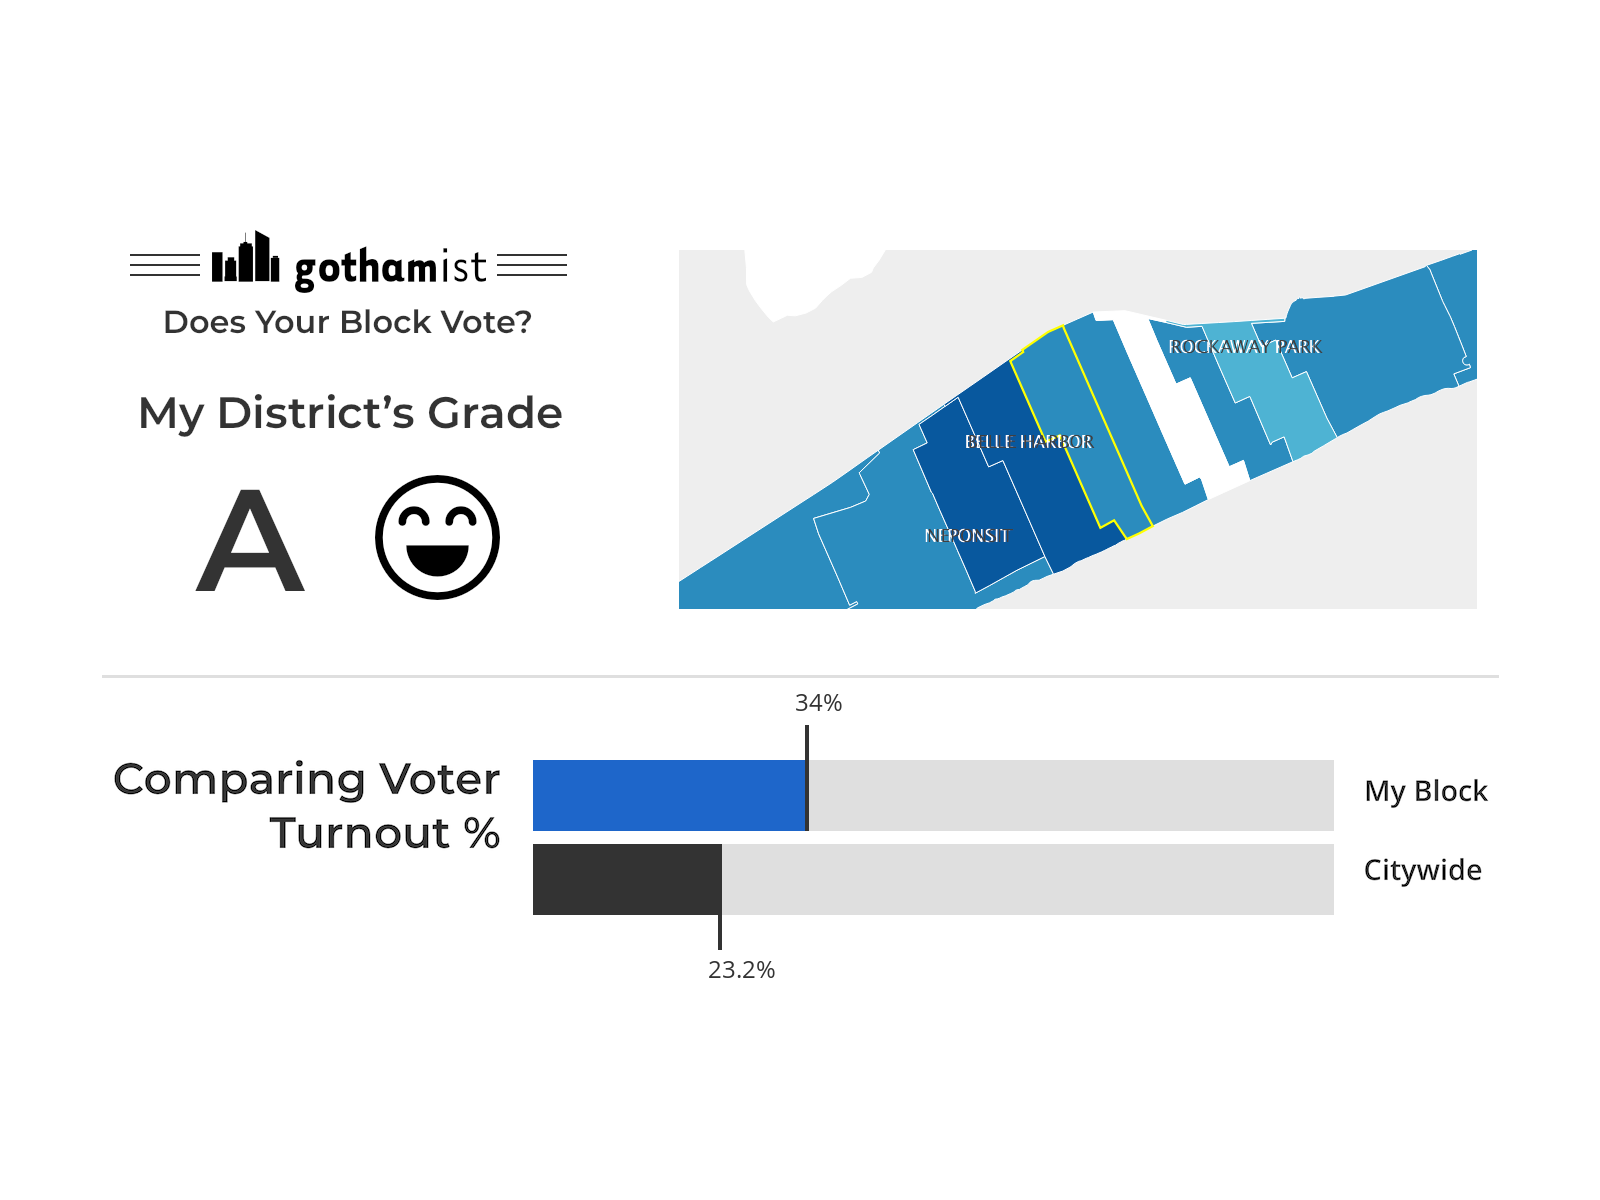 gothamist
Does Your Block Vote?
My District's Grade
A
ROCKAWAY PARK
BELLE HARBOR
NEPONSIT
34%
Comparing Voter
Turnout %
My Block
Citywide
23.2%